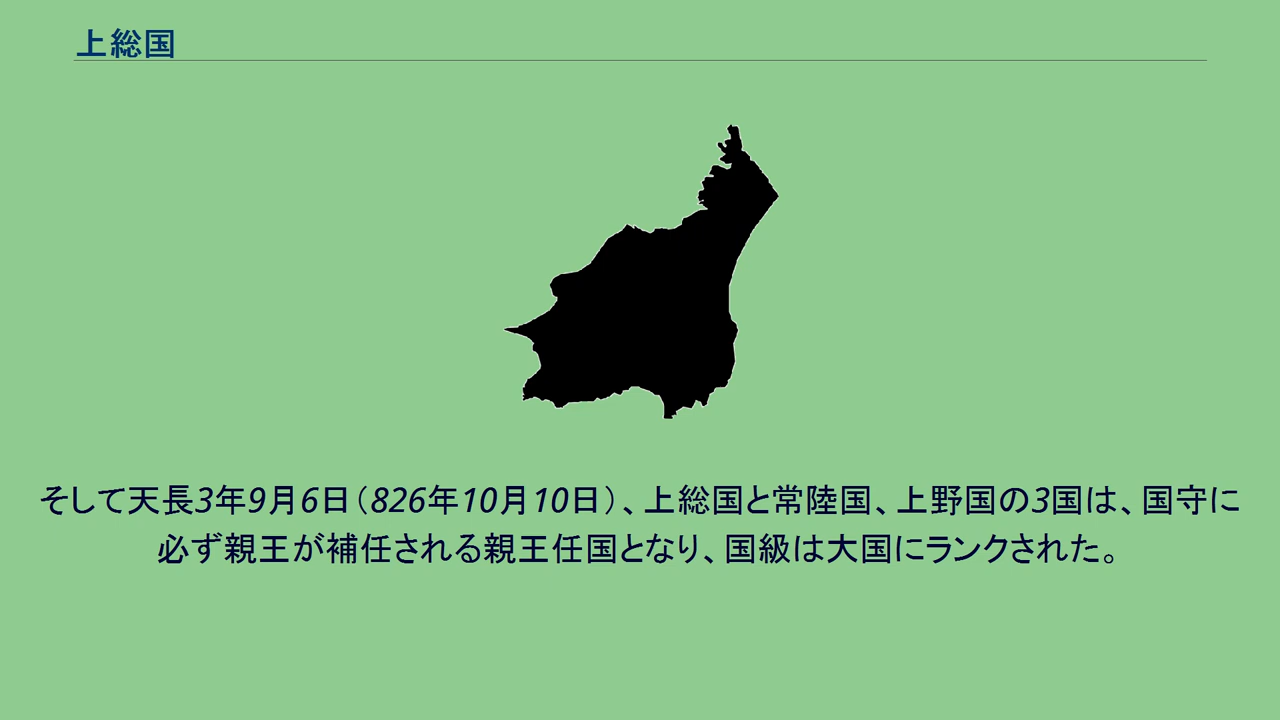 上総国
そして天長3年9月6日（826年10月10日）、上総国と常陸国、上野国の3国は、国守に
必ず親王が補任される親王任国となり、国級は大国にランクされた。